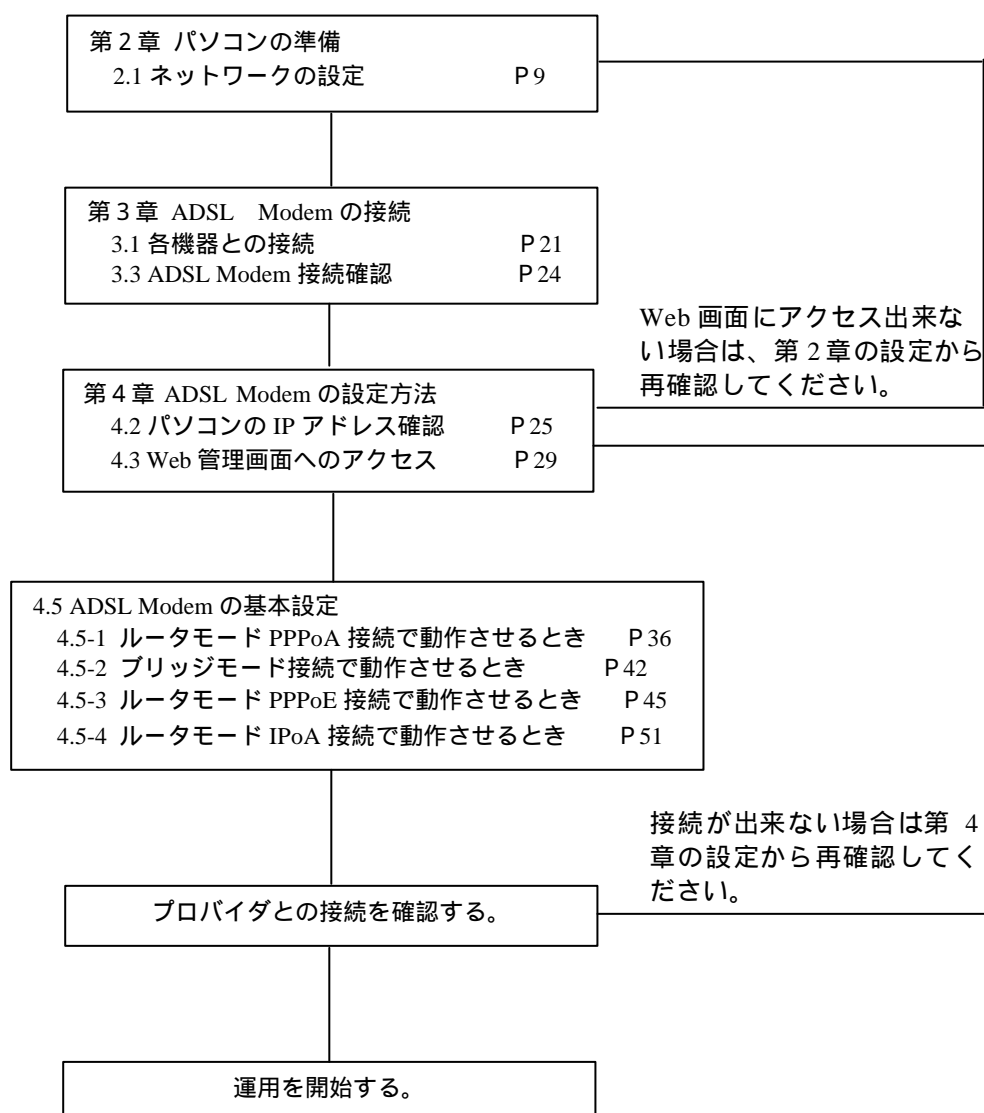 第２章 パソコンの準備
2.1 ネットワークの設定 Ｐ9
第３章 ADSL　Modem の接続
3.1 各機器との接続 Ｐ21
3.3 ADSL Modem 接続確認 Ｐ24
Web 画面にアクセス出来な
い場合は、第 2 章の設定から
再確認してください。
第４章 ADSL Modem の設定方法
4.2 パソコンの IP アドレス確認 Ｐ25
4.3 Web 管理画面へのアクセス Ｐ29
4.5 ADSL Modem の基本設定
4.5-1 ルータモード PPPoA 接続で動作させるとき Ｐ36
4.5-2 ブリッジモード接続で動作させるとき Ｐ42
4.5-3 ルータモード PPPoE 接続で動作させるとき Ｐ45
4.5-4 ルータモード IPoA 接続で動作させるとき Ｐ51
接続が出来ない場合は第 4
章の設定から再確認してく
ださい。
プロバイダとの接続を確認する。
運用を開始する。